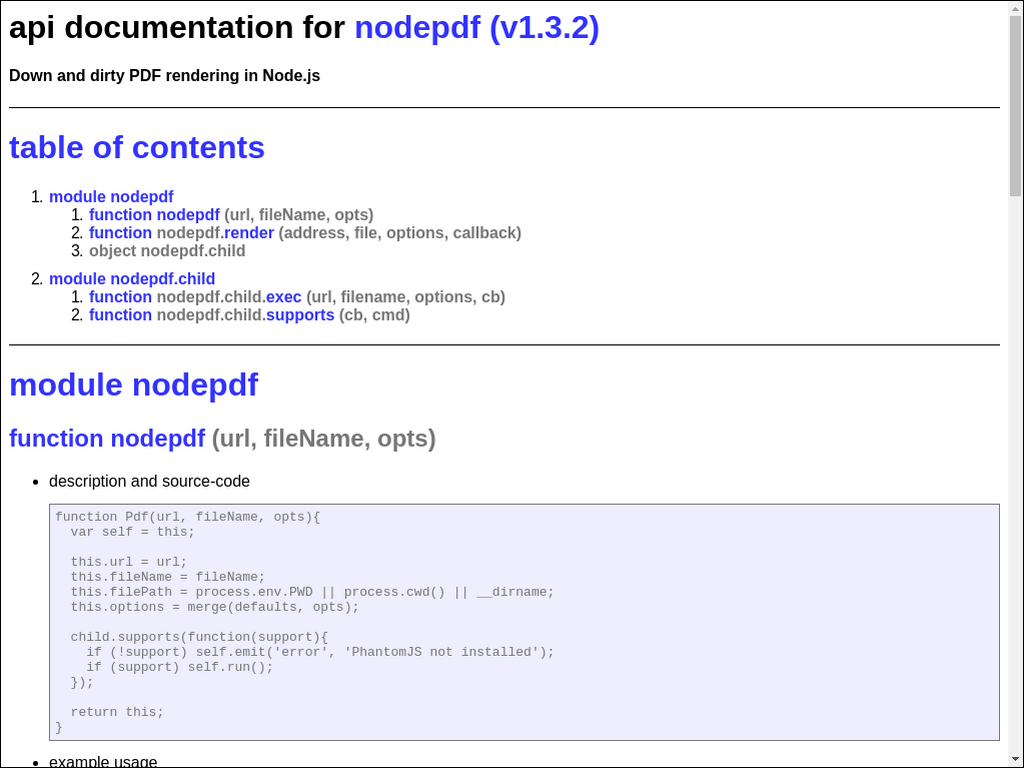 api documentation for nodepdf (v1.3.2)
Down and dirty PDF rendering in Node.js
table of contents
1. module nodepdf
1. function nodepdf (url, fileName, opts)
2. function nodepdf.render (address, file, options, callback)
3. object nodepdf.child
2. module nodepdf.child
1. function nodepdf.child.exec (url, filename, options, cb)
2. function nodepdf.child.supports (cb, cmd)
module nodepdf
function nodepdf (url, fileName, opts)
• description and source-code
function Pdf(url, fileName, opts){
  var self = this;
  this.url = url;
  this.fileName = fileName;
  this.filePath = process.env.PWD || process.cwd() || __dirname;
  this.options = merge(defaults, opts);
  child.supports(function(support){
    if (!support) self.emit('error', 'PhantomJS not installed');
    if (support) self.run();
  });
  return this;
}
• example usage